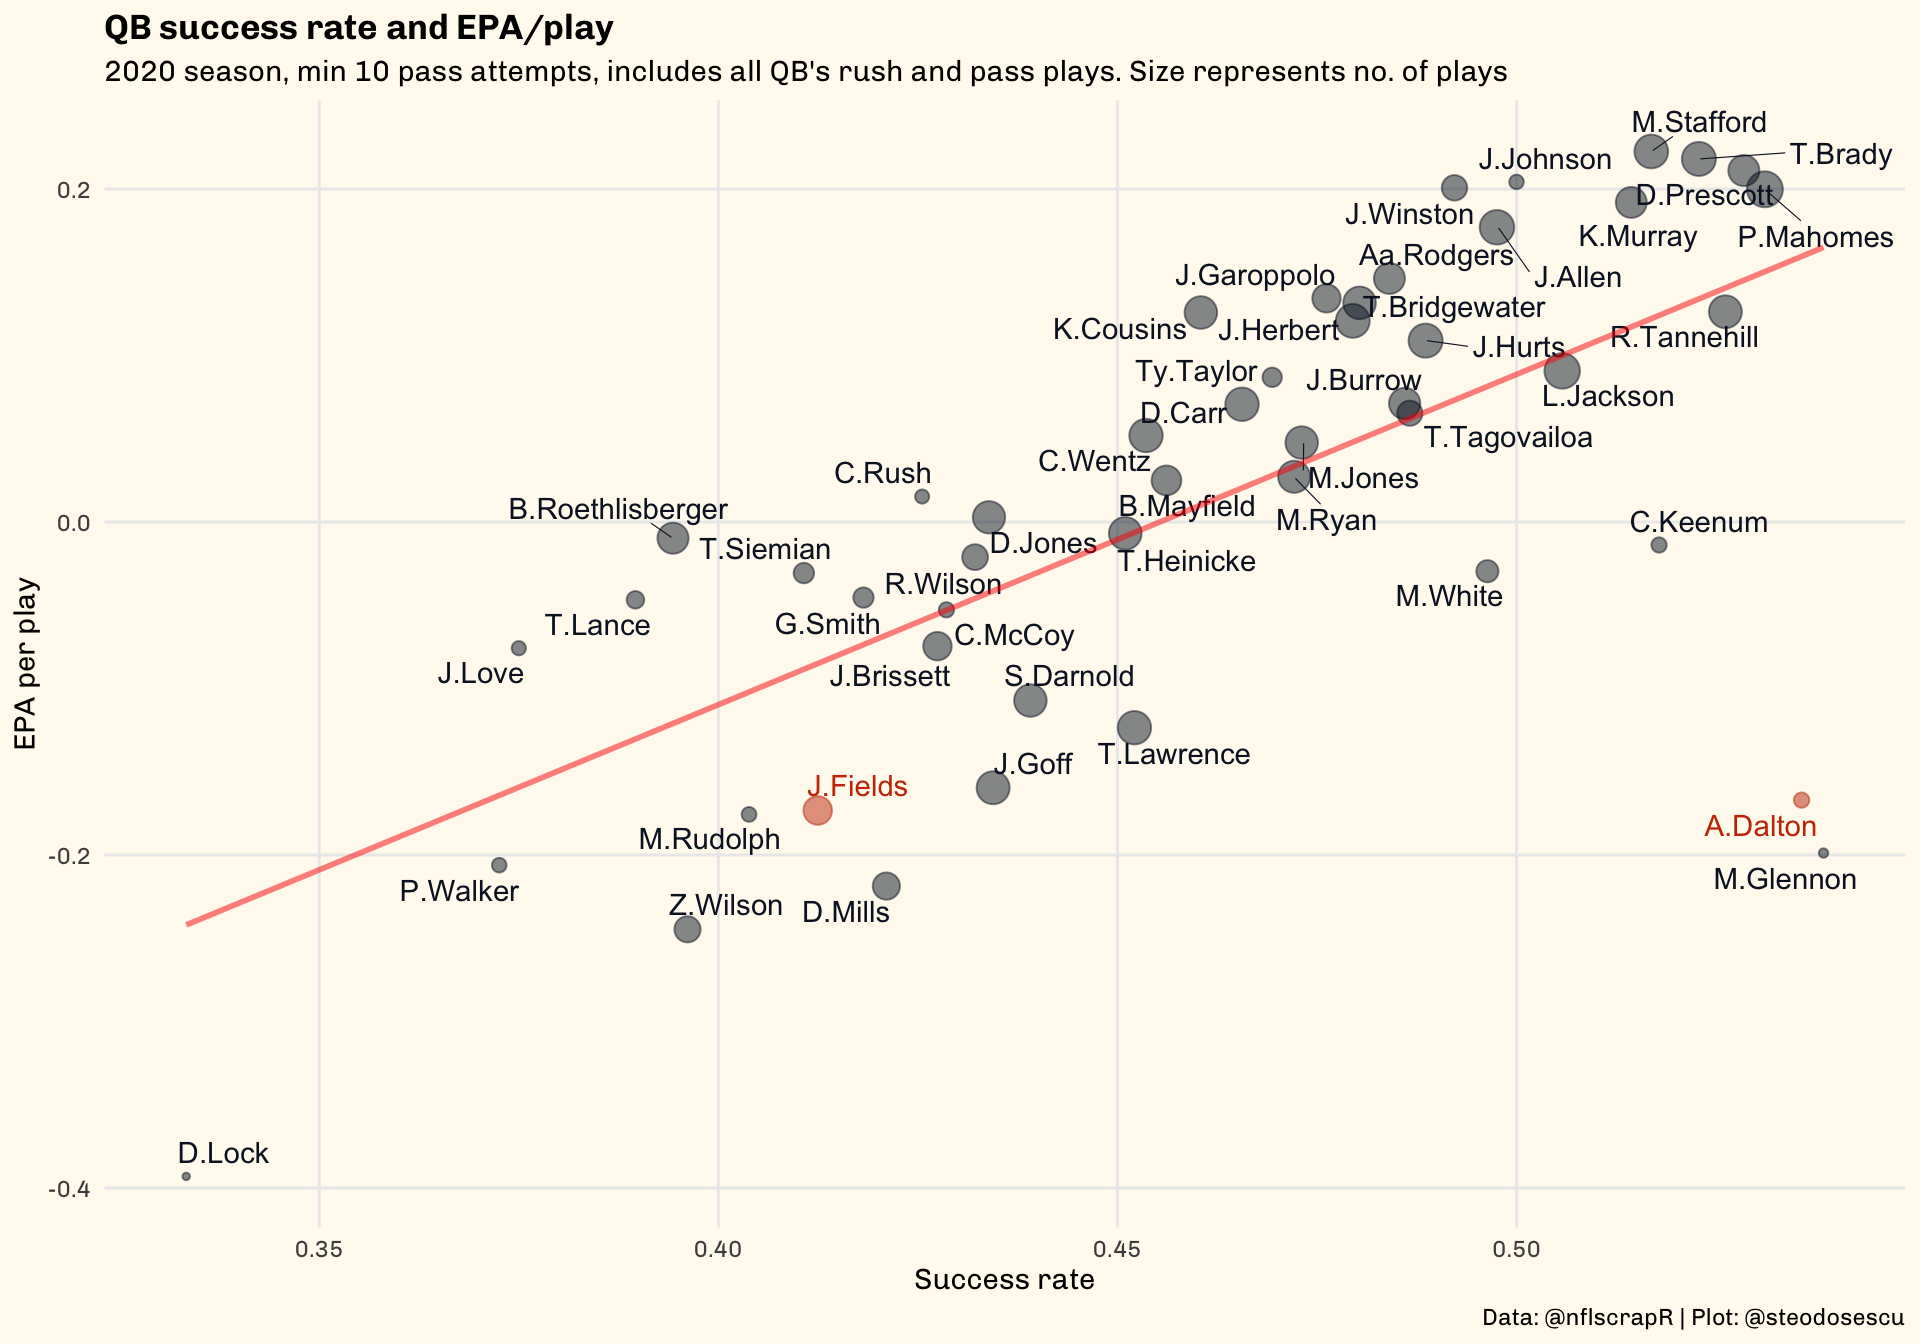 QB success rate and EPA/play
2020 season, min 10 pass attempts, includes all QB's rush and pass plays. Size represents no. of plays
M.Stafford
T.Brady
J.Johnson
0.2
D.Prescott
J.Winston
K.Murray
P.Mahomes
Aa.Rodgers
J.Garoppolo
J.Allen
T.Bridgewater
K.Cousins
J.Herbert
R.Tannehill
J.Hurts
Ty.Taylor
J.Burrow
L.Jackson
D.Carr
T.Tagovailoa
C.Wentz
C.Rush
M.Jones
B.Roethlisberger
B.Mayfield
M.Ryan
C.Keenum
0.0
D.Jones
T.Siemian
T.Heinicke
R.Wilson
M.White
T.Lance
G.Smith
C.McCoy
EPA per play
J.Love
J.Brissett
S.Darnold
T.Lawrence
J.Goff
J.Fields
A.Dalton
M.Rudolph
-0.2
M.Glennon
P.Walker
Z.Wilson
D.Mills
D.Lock
-0.4
0.35
0.40
0.45
0.50
Success rate
Data: @nflscrapR | Plot: @steodosescu